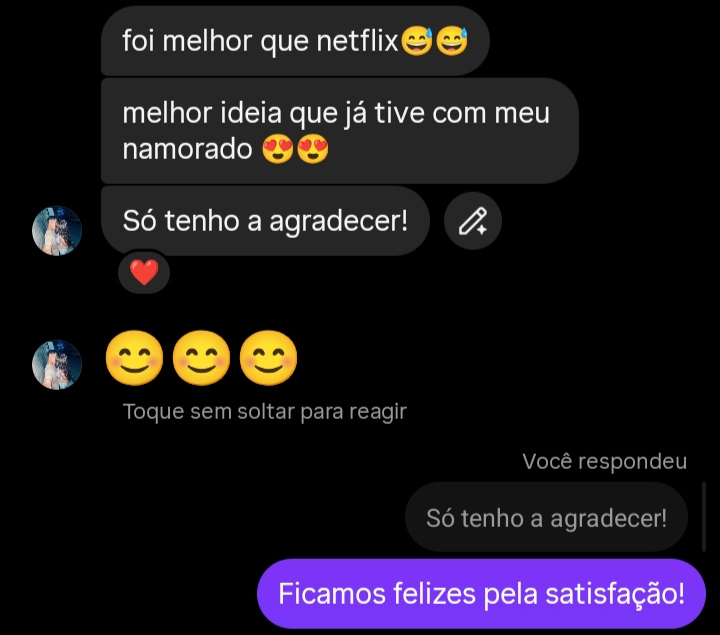 foi melhor que netflix😅😅
melhor ideia que já tive com meu
namorado 😍😍
Só tenho a agradecer!
❤️
😊😊😊
Toque sem soltar para reagir
Você respondeu
Só tenho a agradecer!
Ficamos felizes pela satisfação!